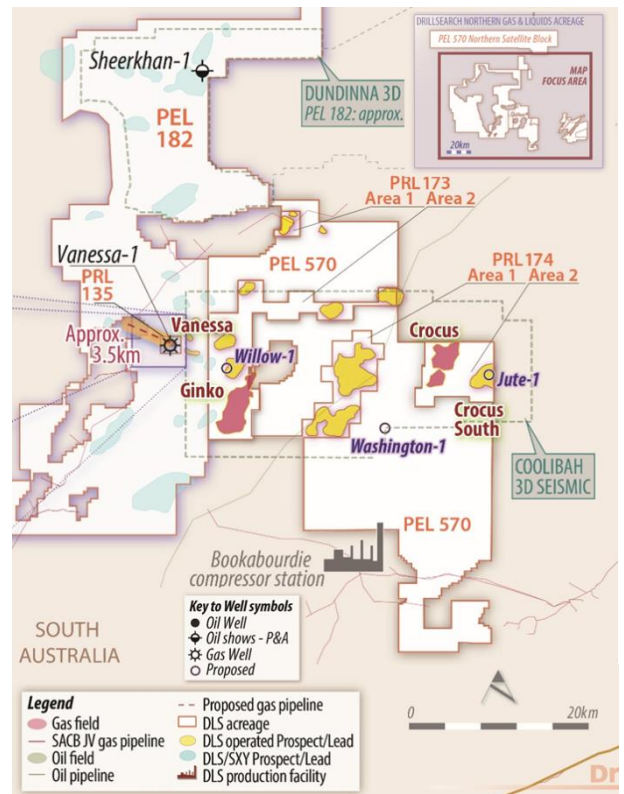 DRILLSEARCH NORTHERN GAS & LIQUIDS ACREAGE
PEL 570 Northern Satellite Block
MAP
FOCUS AREA
20km
Sheerkhan-1
PEL
182
DUNDINNA 3D
PEL 182: approx.
PRL 173
Area 1 Area 2
Vanessa-1
PEL 570
PRL 174
Area 1 Area 2
PRL
135
Approx.
3.5km
Vanessa
Willow-1
Crocus
Jute-1
Ginko
Crocus
South
Washington-1
COOLIBAH
3D SEISMIC
PEL 570
Bookabourdie
compressor station
SOUTH
AUSTRALIA
Key to Well symbols
Oil Well
Oil shows - P&A
Gas Well
Proposed
Legend
Gas field
SACB JV gas pipeline
Oil field
Oil pipeline
Proposed gas pipeline
DLS acreage
DLS operated Prospect/Lead
DLS/SXY Prospect/Lead
DLS production facility
0 20km
Dr